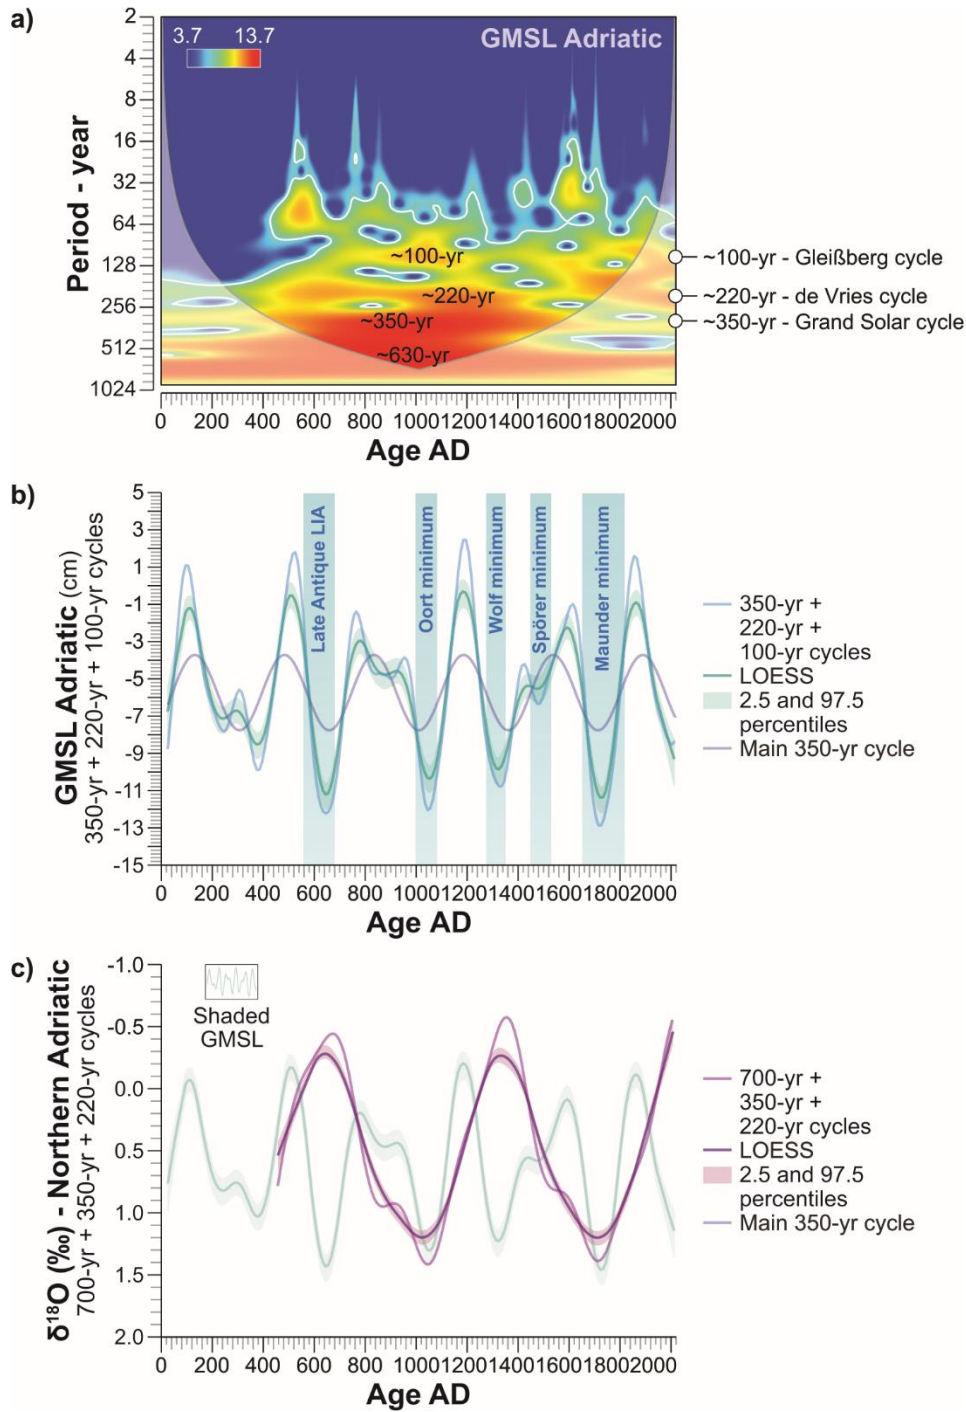 a)
GMSL Adriatic
3.7 13.7
2
4
8
16
32
64
128
256
512
1024
Period - year
~100-yr
~220-yr
~350-yr
~630-yr
~100-yr - Gleißberg cycle
~220-yr - de Vries cycle
~350-yr - Grand Solar cycle
0 200 400 600 800 1000 1200 1400 1600 1800 2000
Age AD
b)
GMSL Adriatic (cm)
350-yr + 220-yr + 100-yr cycles
5
3
1
-1
-3
-5
-7
-9
-11
-13
-15
Late Antique LIA
Oort minimum
Wolf minimum
Spörer minimum
Maunder minimum
350-yr +
220-yr +
100-yr cycles
LOESS
2.5 and 97.5
percentiles
Main 350-yr cycle
0 200 400 600 800 1000 1200 1400 1600 1800 2000
Age AD
c)
δ18O (‰) - Northern Adriatic
700-yr + 350-yr + 220-yr cycles
-1.0
-0.5
0.0
0.5
1.0
1.5
2.0
Shaded
GMSL
700-yr +
350-yr +
220-yr cycles
LOESS
2.5 and 97.5
percentiles
Main 350-yr cycle
0 200 400 600 800 1000 1200 1400 1600 1800 2000
Age AD